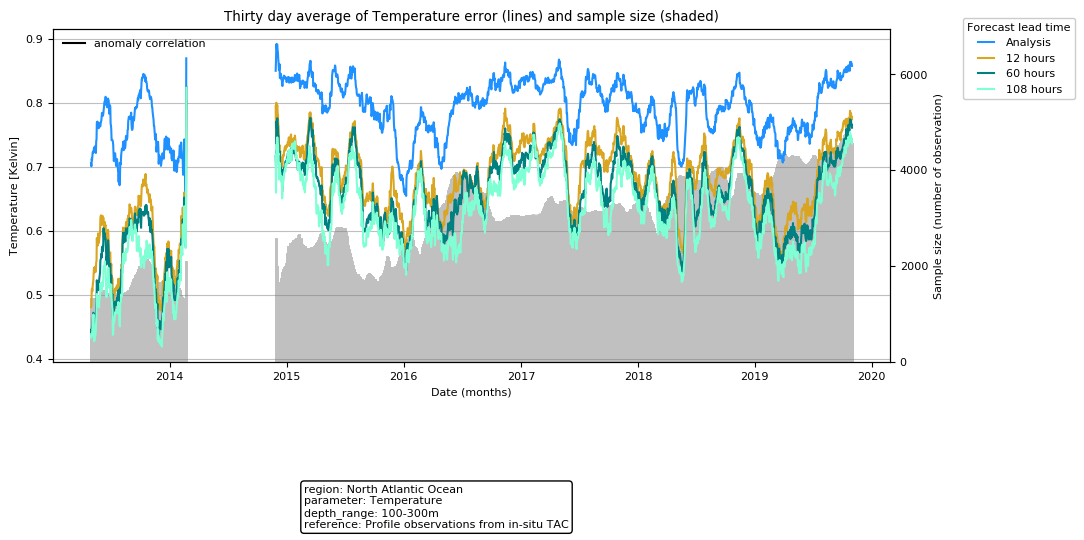 Thirty day average of Temperature error (lines) and sample size (shaded)
Forecast lead time
Analysis
12 hours
60 hours
108 hours
anomaly correlation
0.9
0.8
0.7
0.6
0.5
0.4
Temperature [Kelvin]
6000
4000
2000
0
Sample size (number of observation)
2014
2015
2016
2017
2018
2019
2020
Date (months)
region: North Atlantic Ocean
parameter: Temperature
depth_range: 100-300m
reference: Profile observations from in-situ TAC